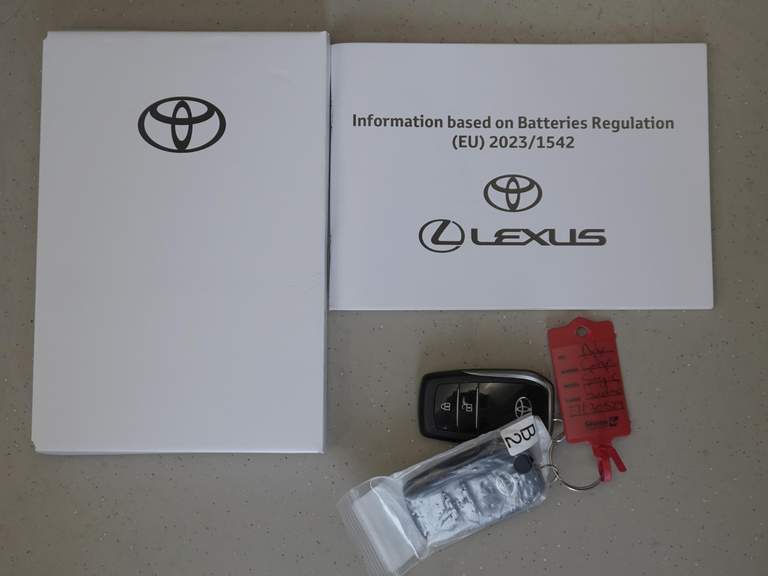 Information based on Batteries Regulation
(EU) 2023/1542
LEXUS
B2